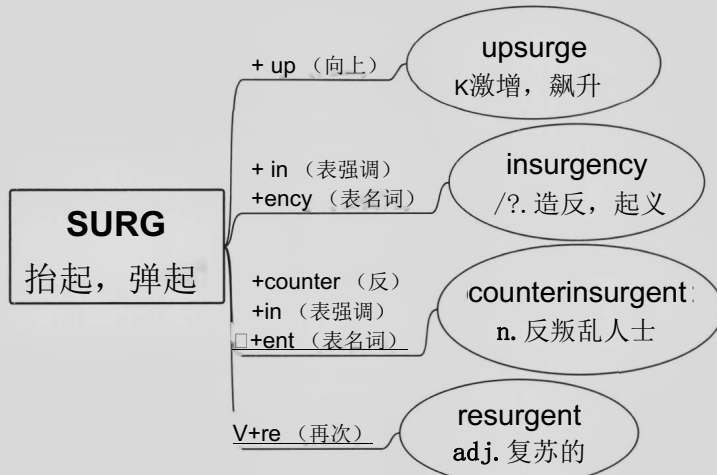 SURG
抬起，弹起
+ up （向上）
upsurge
K激增，飙升
+ in （表强调）
+ency （表名词）
insurgency
/?. 造反，起义
+counter （反）
+in （表强调）
□+ent （表名词）
counterinsurgent:
n. 反叛乱人士
V+re （再次）
resurgent
adj. 复苏的